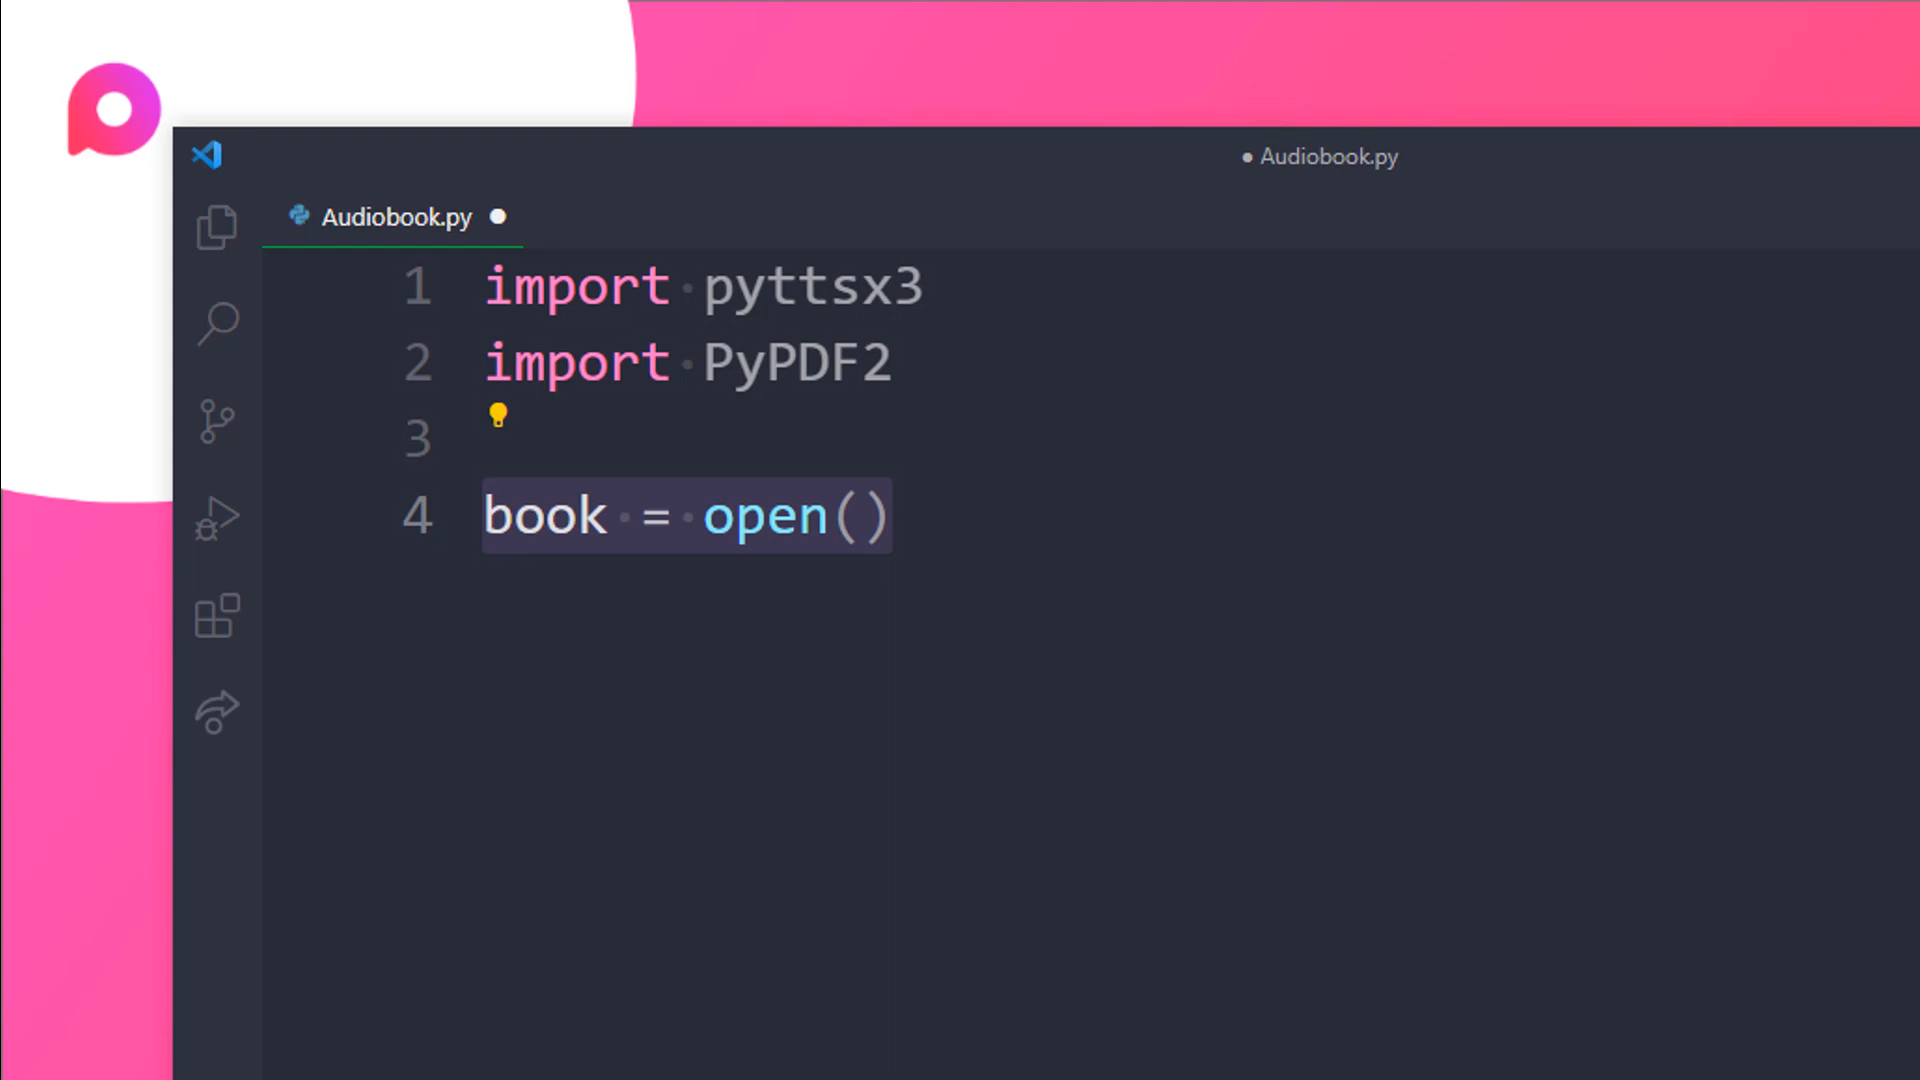 Audiobook.py
Audiobook.py
1 import pyttsx3
2 import PyPDF2
3
4 book = open()